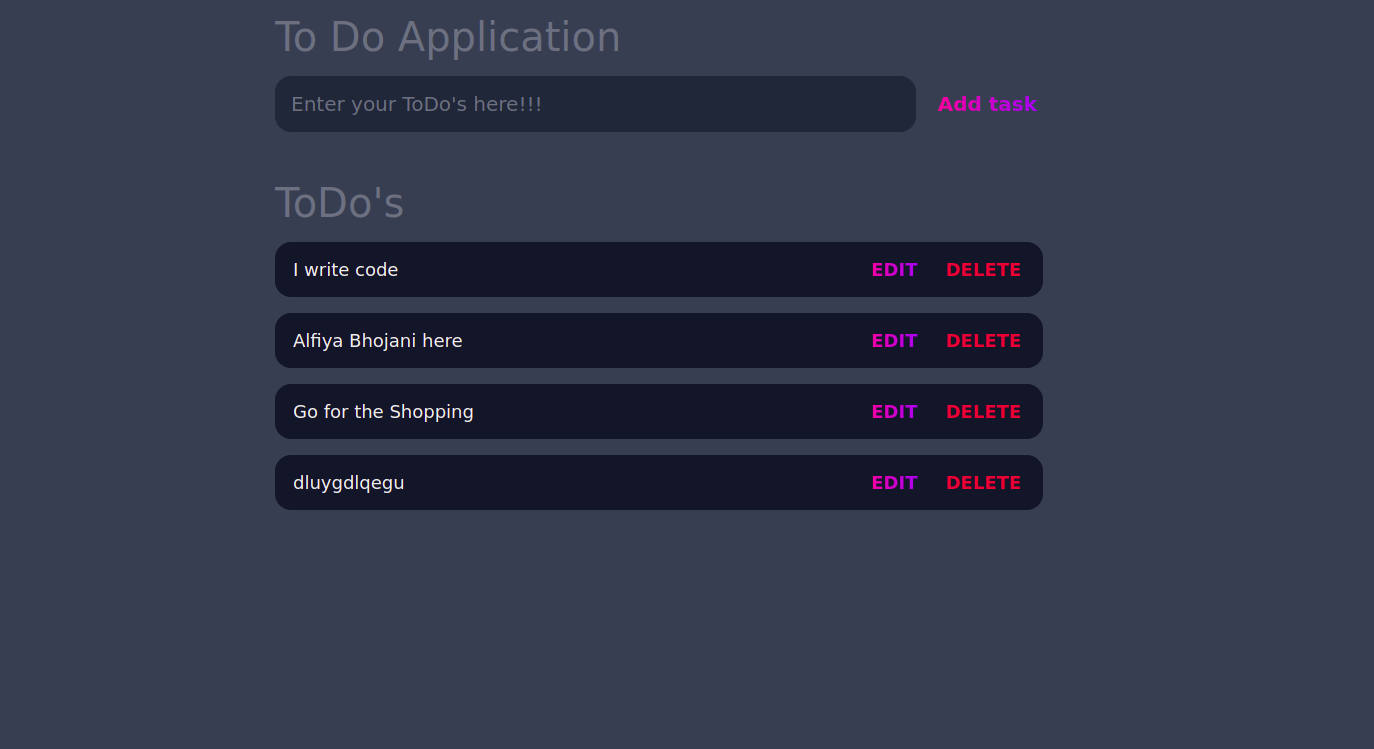 To Do Application
Enter your ToDo's here!!! Add task
ToDo's
I write code EDIT DELETE
Alfiya Bhojani here EDIT DELETE
Go for the Shopping EDIT DELETE
dluygdlqegu EDIT DELETE